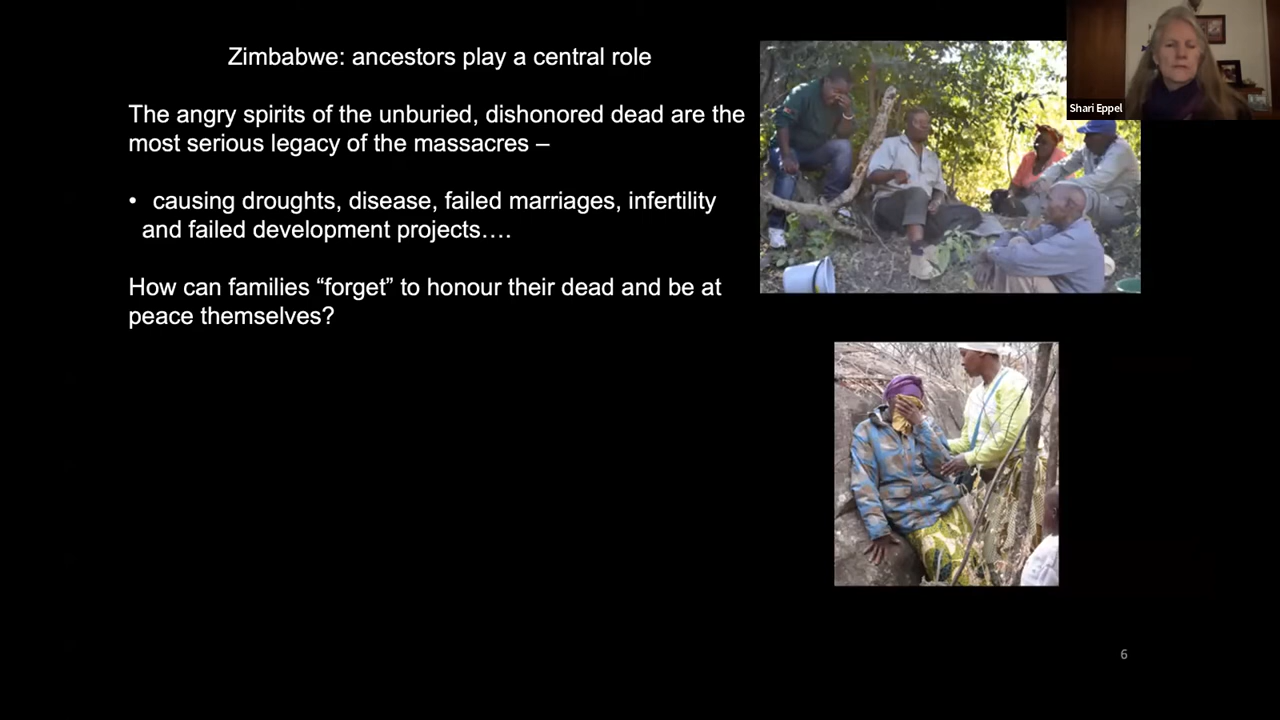 Zimbabwe: ancestors play a central role
The angry spirits of the unburied, dishonored dead are the
most serious legacy of the massacres –
• causing droughts, disease, failed marriages, infertility
and failed development projects….
How can families “forget” to honour their dead and be at
peace themselves?
Shari Eppel
6